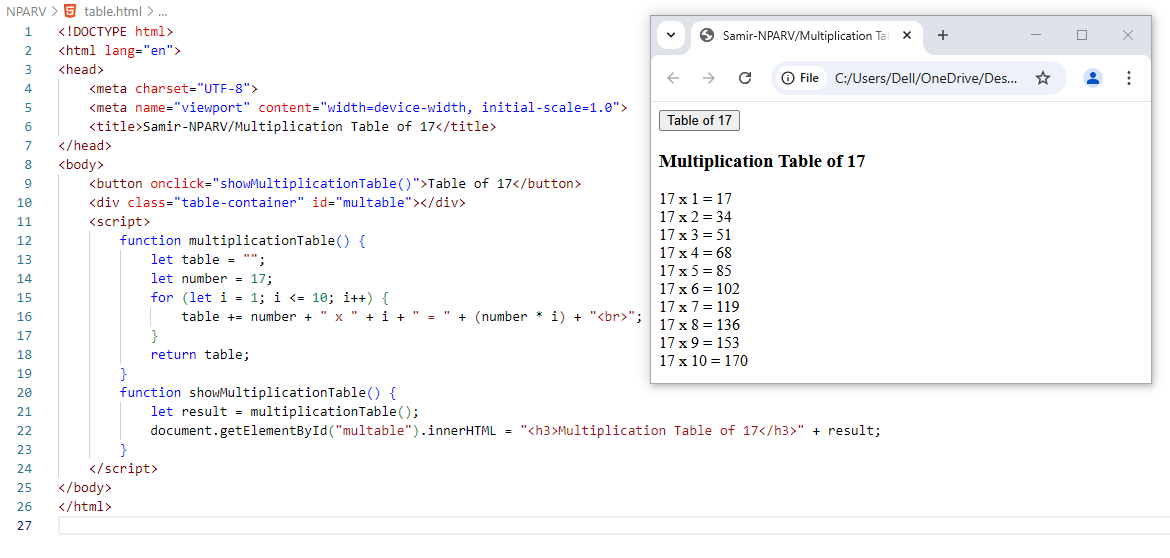 NPARV > table.html > ...
1 <!DOCTYPE html>
2 <html lang="en">
3 <head>
4 <meta charset="UTF-8">
5 <meta name="viewport" content="width=device-width, initial-scale=1.0">
6 <title>Samir-NPARV/Multiplication Table of 17</title>
7 </head>
8 <body>
9 <button onclick="showMultiplicationTable()">Table of 17</button>
10 <div class="table-container" id="multable"></div>
11 <script>
12 function multiplicationTable() {
13 let table = "";
14 let number = 17;
15 for (let i = 1; i <= 10; i++) {
16 table += number + " x " + i + " = " + (number * i) + "<br>";
17 }
18 return table;
19 }
20 function showMultiplicationTable() {
21 let result = multiplicationTable();
22 document.getElementById("multable").innerHTML = "<h3>Multiplication Table of 17</h3>" + result;
23 }
24 </script>
25 </body>
26 </html>
27
Samir-NPARV/Multiplication Ta
File C:/Users/Dell/OneDrive/Des...
Table of 17
Multiplication Table of 17
17 x 1 = 17
17 x 2 = 34
17 x 3 = 51
17 x 4 = 68
17 x 5 = 85
17 x 6 = 102
17 x 7 = 119
17 x 8 = 136
17 x 9 = 153
17 x 10 = 170